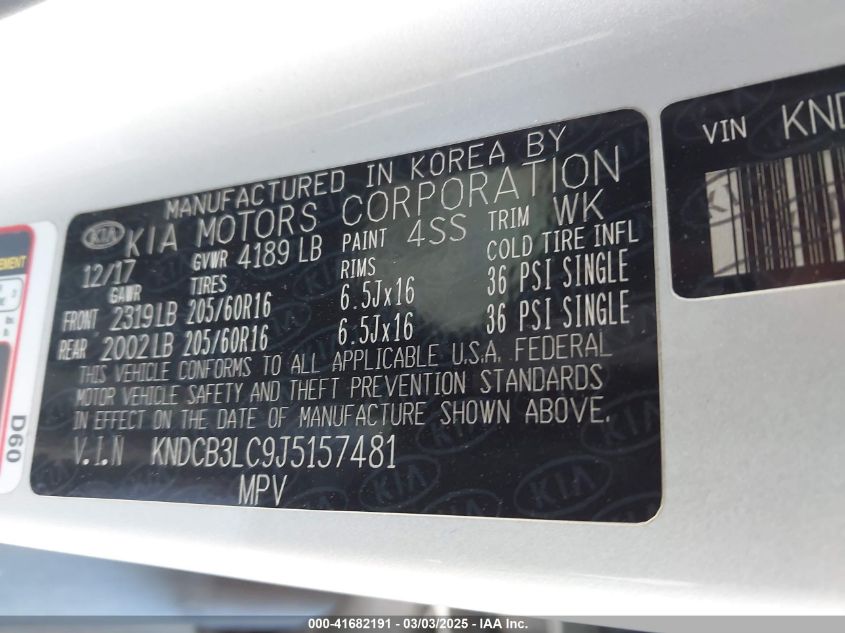 MANUFACTURED IN KOREA BY
KIA KIA MOTORS CORPORATION
12/17 GVWR 4189 LB PAINT 4SS TRIM WK
GAWR TIRES RIMS COLD TIRE INFL
FRONT 2319LB 205/60R16 6.5Jx16 36 PSI SINGLE
REAR 2002LB 205/60R16 6.5Jx16 36 PSI SINGLE
THIS VEHICLE CONFORMS TO ALL APPLICABLE U.S.A. FEDERAL
MOTOR VEHICLE SAFETY AND THEFT PREVENTION STANDARDS
IN EFFECT ON THE DATE OF MANUFACTURE SHOWN ABOVE.
V.I.N KNDCB3LC9J5157481
MPV
VIN KND
D60
000-41682191 - 03/03/2025 - IAA Inc.